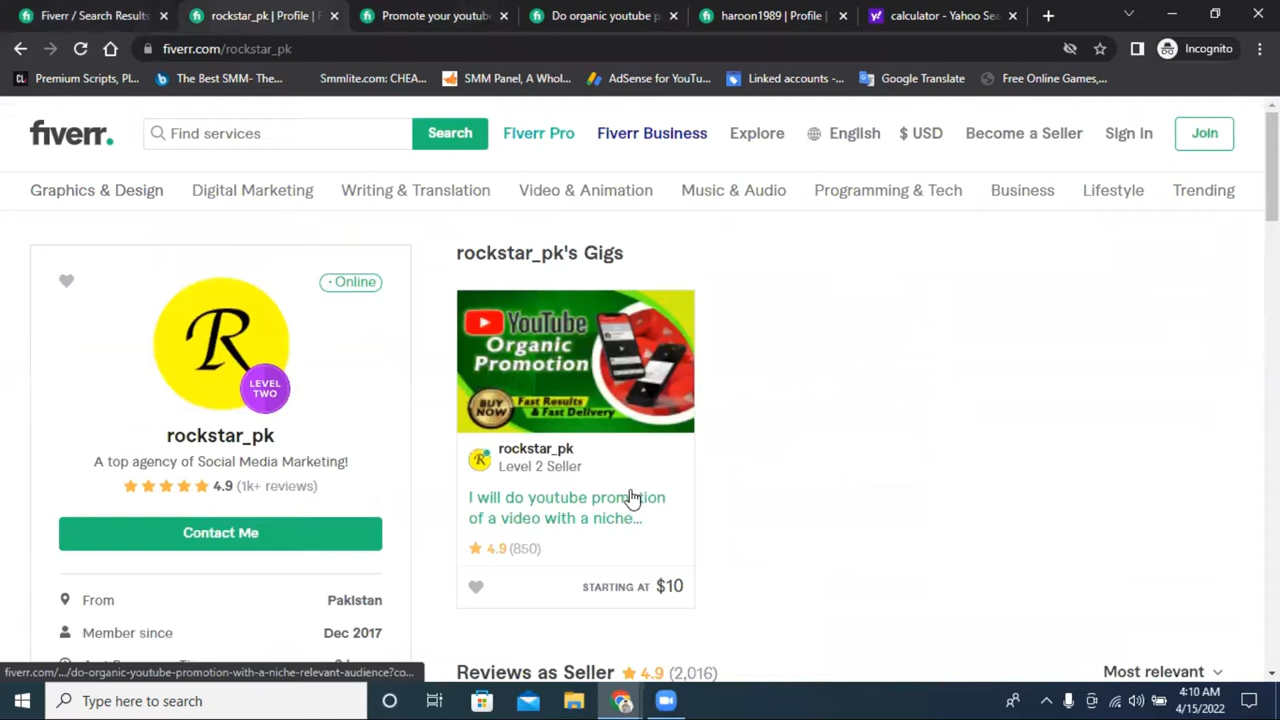 Fiverr / Search Results
rockstar_pk | Profile | F
Promote your youtub
Do organic youtube p
haroon1989 | Profile |
calculator - Yahoo Sea
fiverr.com/rockstar_pk
Incognito
Premium Scripts, Pl...
The Best SMM- The...
Smmlite.com: CHEA...
SMM Panel, A Whol...
AdSense for YouTu...
Linked accounts -...
Google Translate
Free Online Games,...
fiverr.
Find services
Search
Fiverr Pro
Fiverr Business
Explore
English
$ USD
Become a Seller
Sign In
Join
Graphics & Design
Digital Marketing
Writing & Translation
Video & Animation
Music & Audio
Programming & Tech
Business
Lifestyle
Trending
· Online
R
LEVEL
TWO
rockstar_pk
A top agency of Social Media Marketing!
4.9 (1k+ reviews)
Contact Me
From
Pakistan
Member since
Dec 2017
rockstar_pk's Gigs
YouTube
Organic
Promotion
BUY
NOW
Fast Results
& Fast Delivery
rockstar_pk
Level 2 Seller
I will do youtube promotion
of a video with a niche...
4.9 (850)
STARTING AT $10
Reviews as Seller 4.9 (2,016)
Most relevant
fiverr.com/.../do-organic-youtube-promotion-with-a-niche-relevant-audience?co...
Type here to search
4:10 AM
4/15/2022